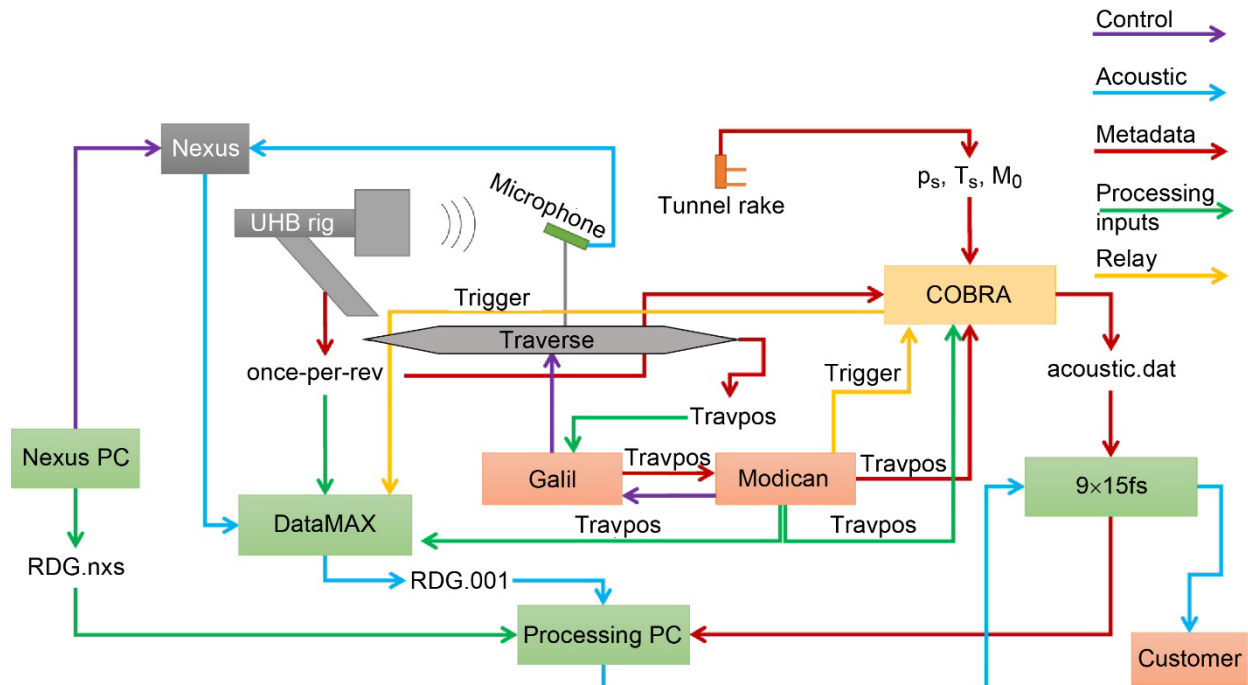 Control
Acoustic
Metadata
Processing
inputs
Relay
Nexus
UHB rig
Microphone
Tunnel rake
pₛ, Tₛ, M₀
COBRA
Trigger
Traverse
once-per-rev
Trigger
acoustic.dat
Travpos
Nexus PC
Galil
Travpos
Modican
Travpos
9×15fs
DataMAX
Travpos
Travpos
RDG.nxs
RDG.001
Processing PC
Customer